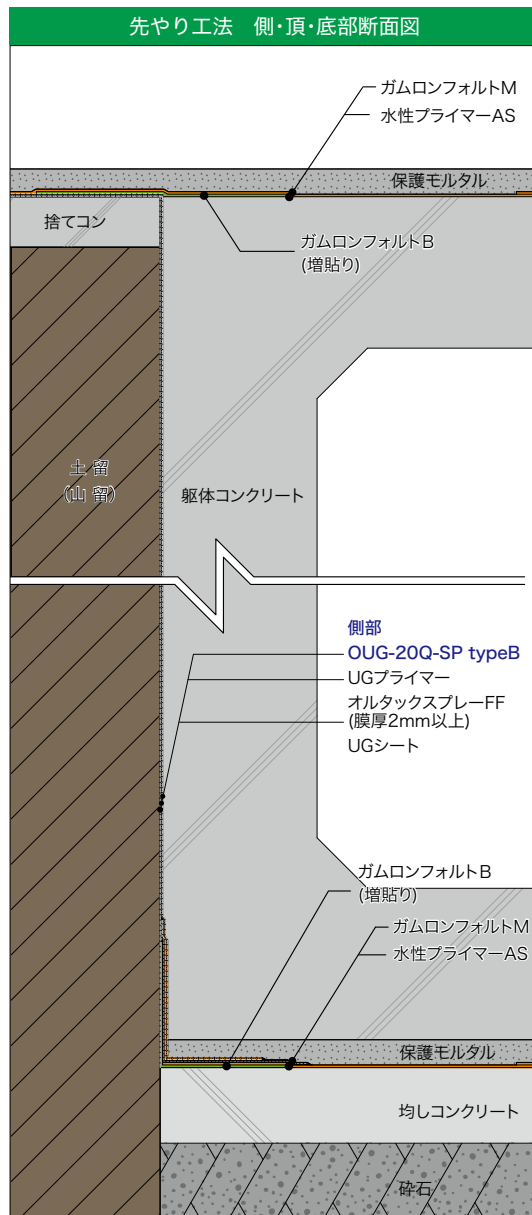 先やり工法 側・頂・底部断面図
ガムロンフォルトM
水性プライマーAS
保護モルタル
捨てコン
ガムロンフォルトB
(増貼り)
土 留
(山 留)
躯体コンクリート
側部
OUG-20Q-SP typeB
UGプライマー
オルタックスプレーFF
(膜厚2mm以上)
UGシート
ガムロンフォルトB
(増貼り)
ガムロンフォルトM
水性プライマーAS
保護モルタル
均しコンクリート
砕石